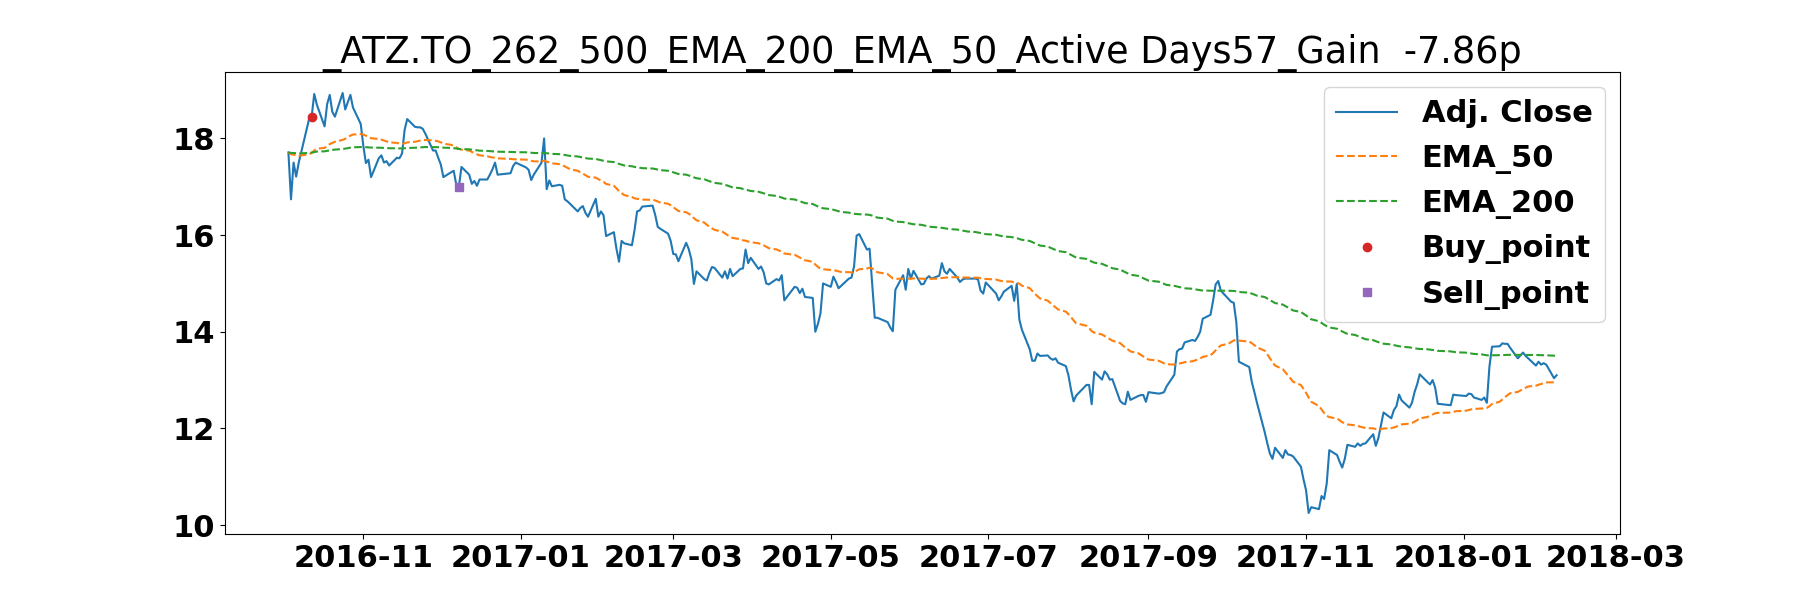 _ATZ.TO_262_500_EMA_200_EMA_50_Active Days57_Gain  -7.86p
Adj. Close
EMA_50
EMA_200
Buy_point
Sell_point
18
16
14
12
10
2016-11 2017-01 2017-03 2017-05 2017-07 2017-09 2017-11 2018-01 2018-03